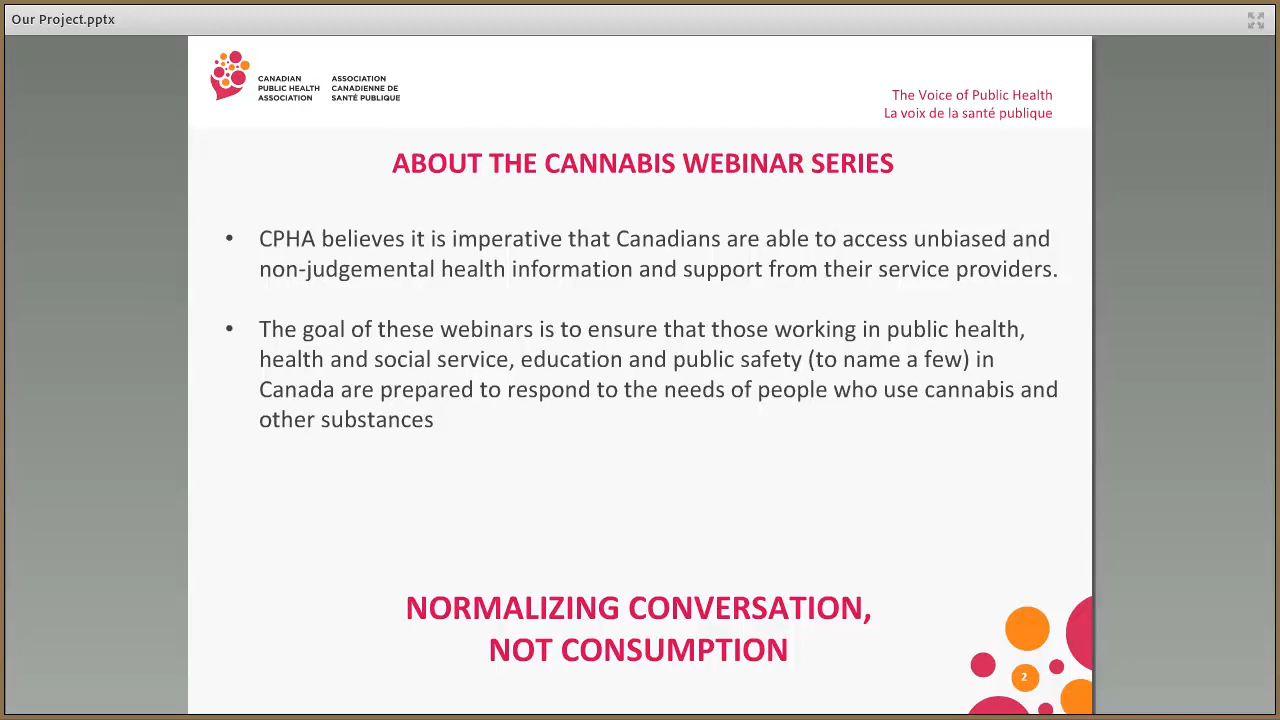 Our Project.pptx
CANADIAN
PUBLIC HEALTH
ASSOCIATION
ASSOCIATION
CANADIENNE DE
SANTÉ PUBLIQUE
The Voice of Public Health
La voix de la santé publique
ABOUT THE CANNABIS WEBINAR SERIES
• CPHA believes it is imperative that Canadians are able to access unbiased and
non-judgemental health information and support from their service providers.
• The goal of these webinars is to ensure that those working in public health,
health and social service, education and public safety (to name a few) in
Canada are prepared to respond to the needs of people who use cannabis and
other substances
NORMALIZING CONVERSATION,
NOT CONSUMPTION
2